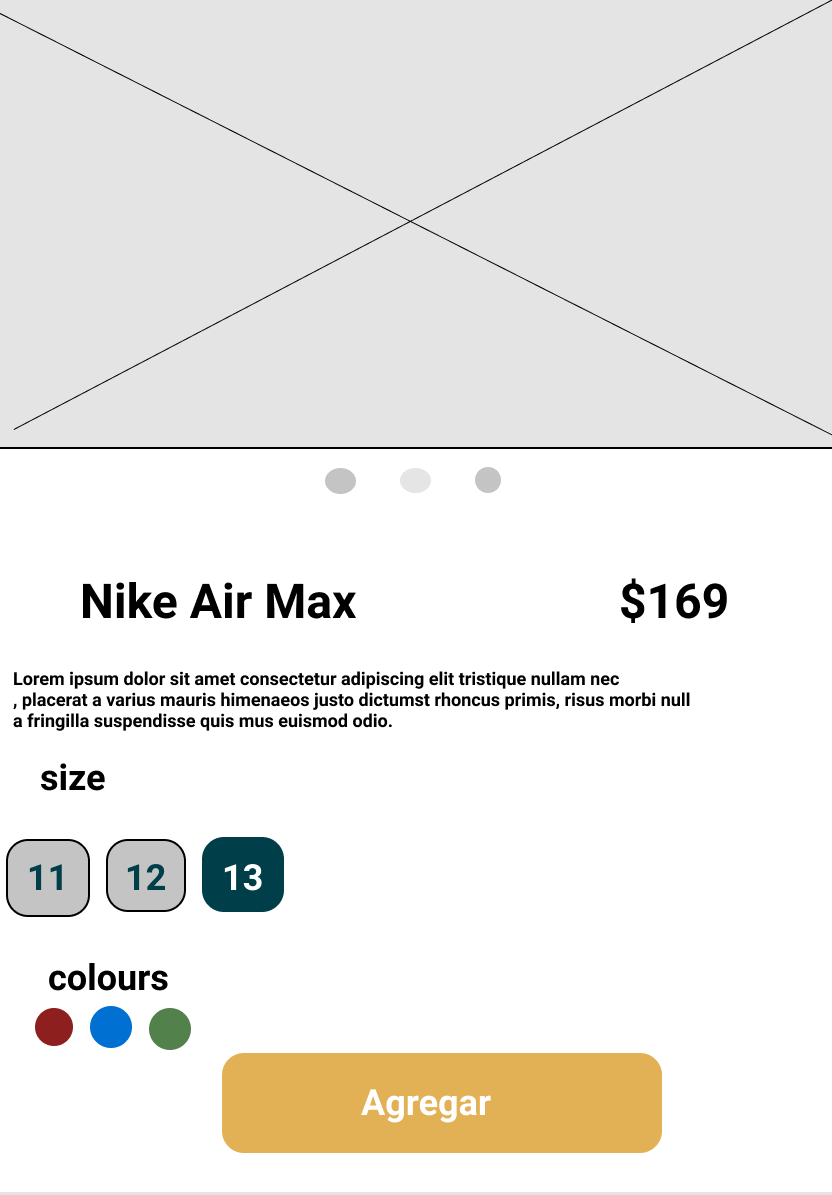 Nike Air Max $169
Lorem ipsum dolor sit amet consectetur adipiscing elit tristique nullam nec
, placerat a varius mauris himenaeos justo dictumst rhoncus primis, risus morbi null
a fringilla suspendisse quis mus euismod odio.
size
11 12 13
colours
Agregar